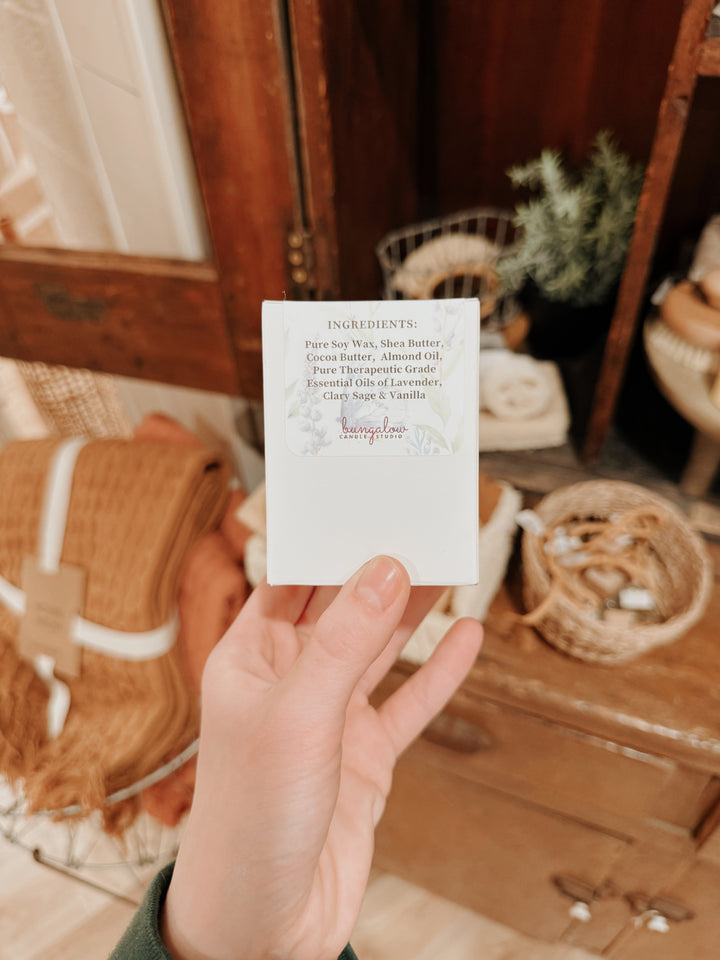 INGREDIENTS:
Pure Soy Wax, Shea Butter,
Cocoa Butter, Almond Oil,
Pure Therapeutic Grade
Essential Oils of Lavender,
Clary Sage & Vanilla
bungalow
CANDLE STUDIO